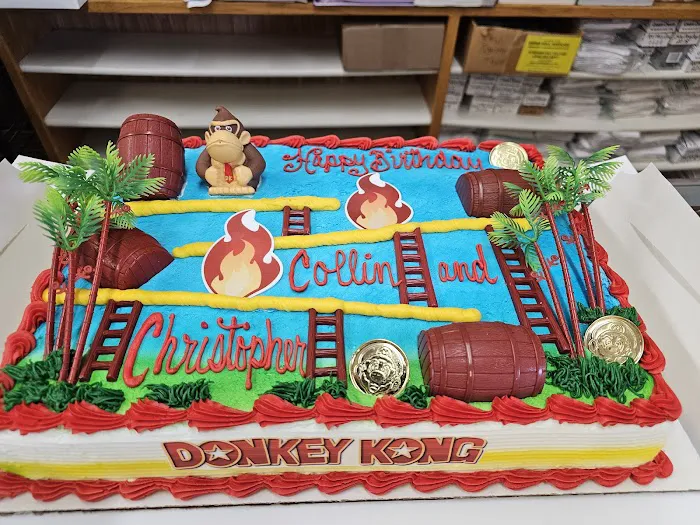 Happy Birthday
Collin and
Christopher
DONKEY KONG